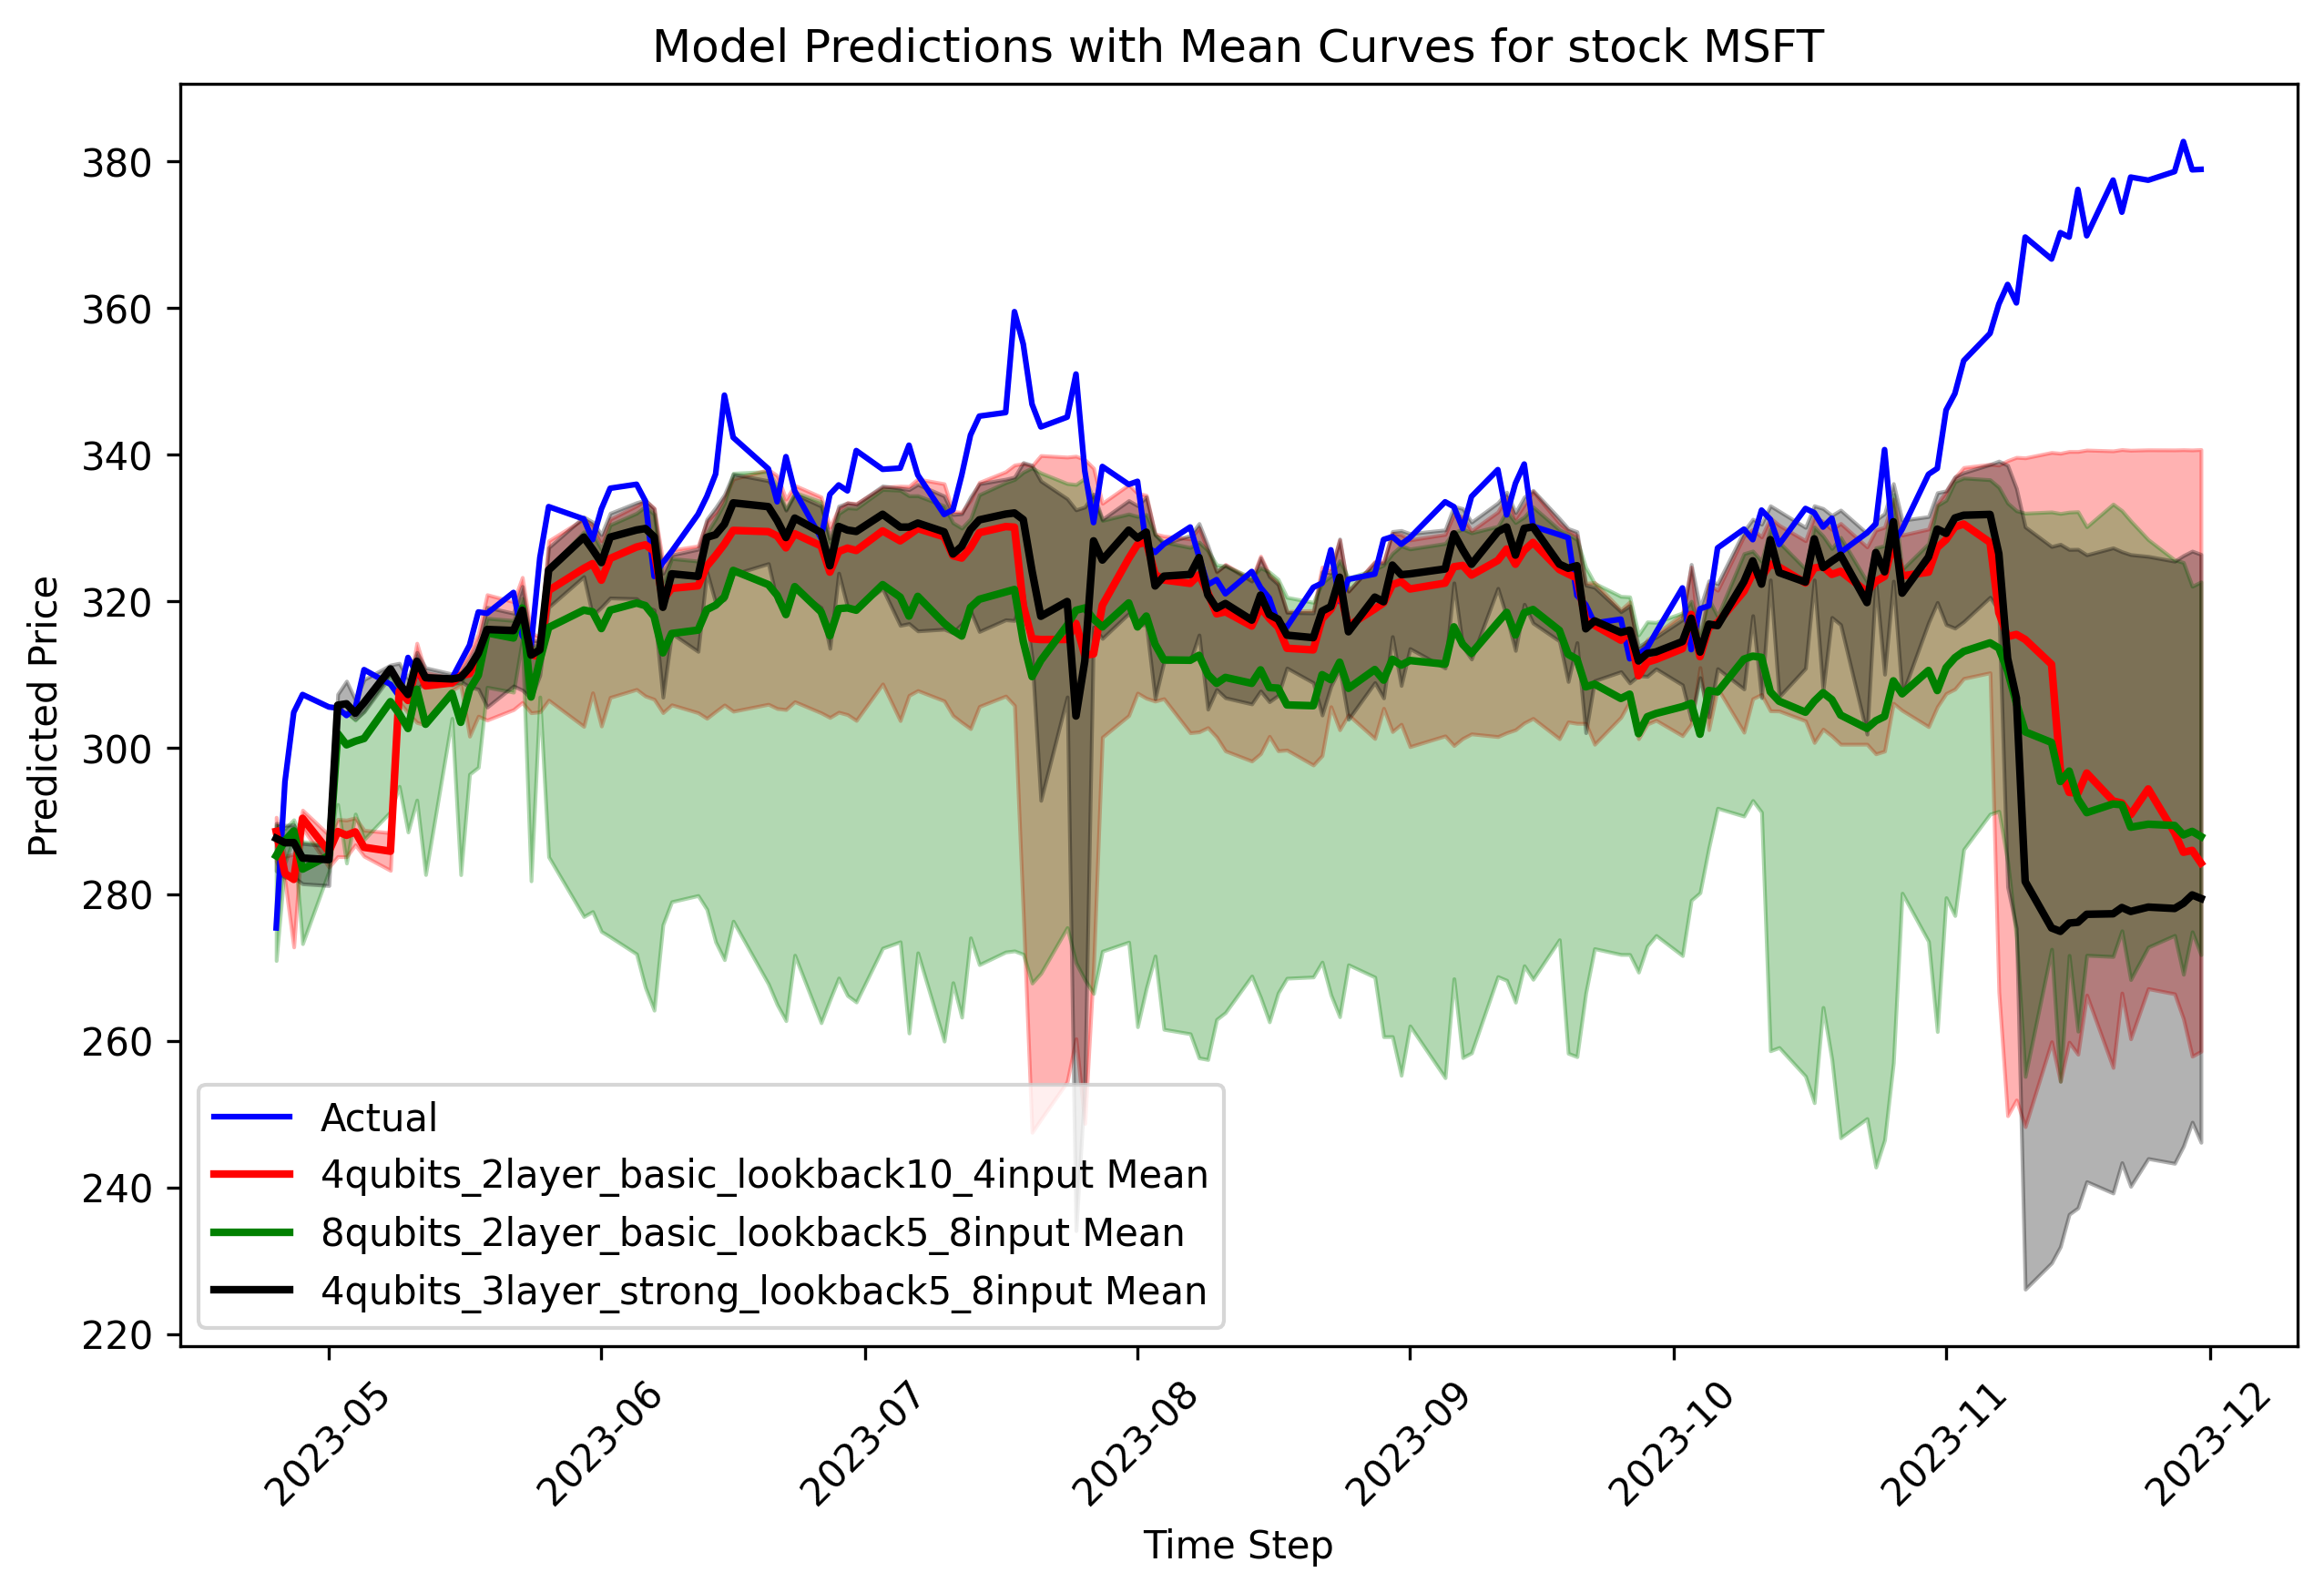 Model Predictions with Mean Curves for stock MSFT
Predicted Price
380
360
340
320
300
280
260
240
220
Actual
4qubits_2layer_basic_lookback10_4input Mean
8qubits_2layer_basic_lookback5_8input Mean
4qubits_3layer_strong_lookback5_8input Mean
2023-05
2023-06
2023-07
2023-08
2023-09
2023-10
2023-11
2023-12
Time Step